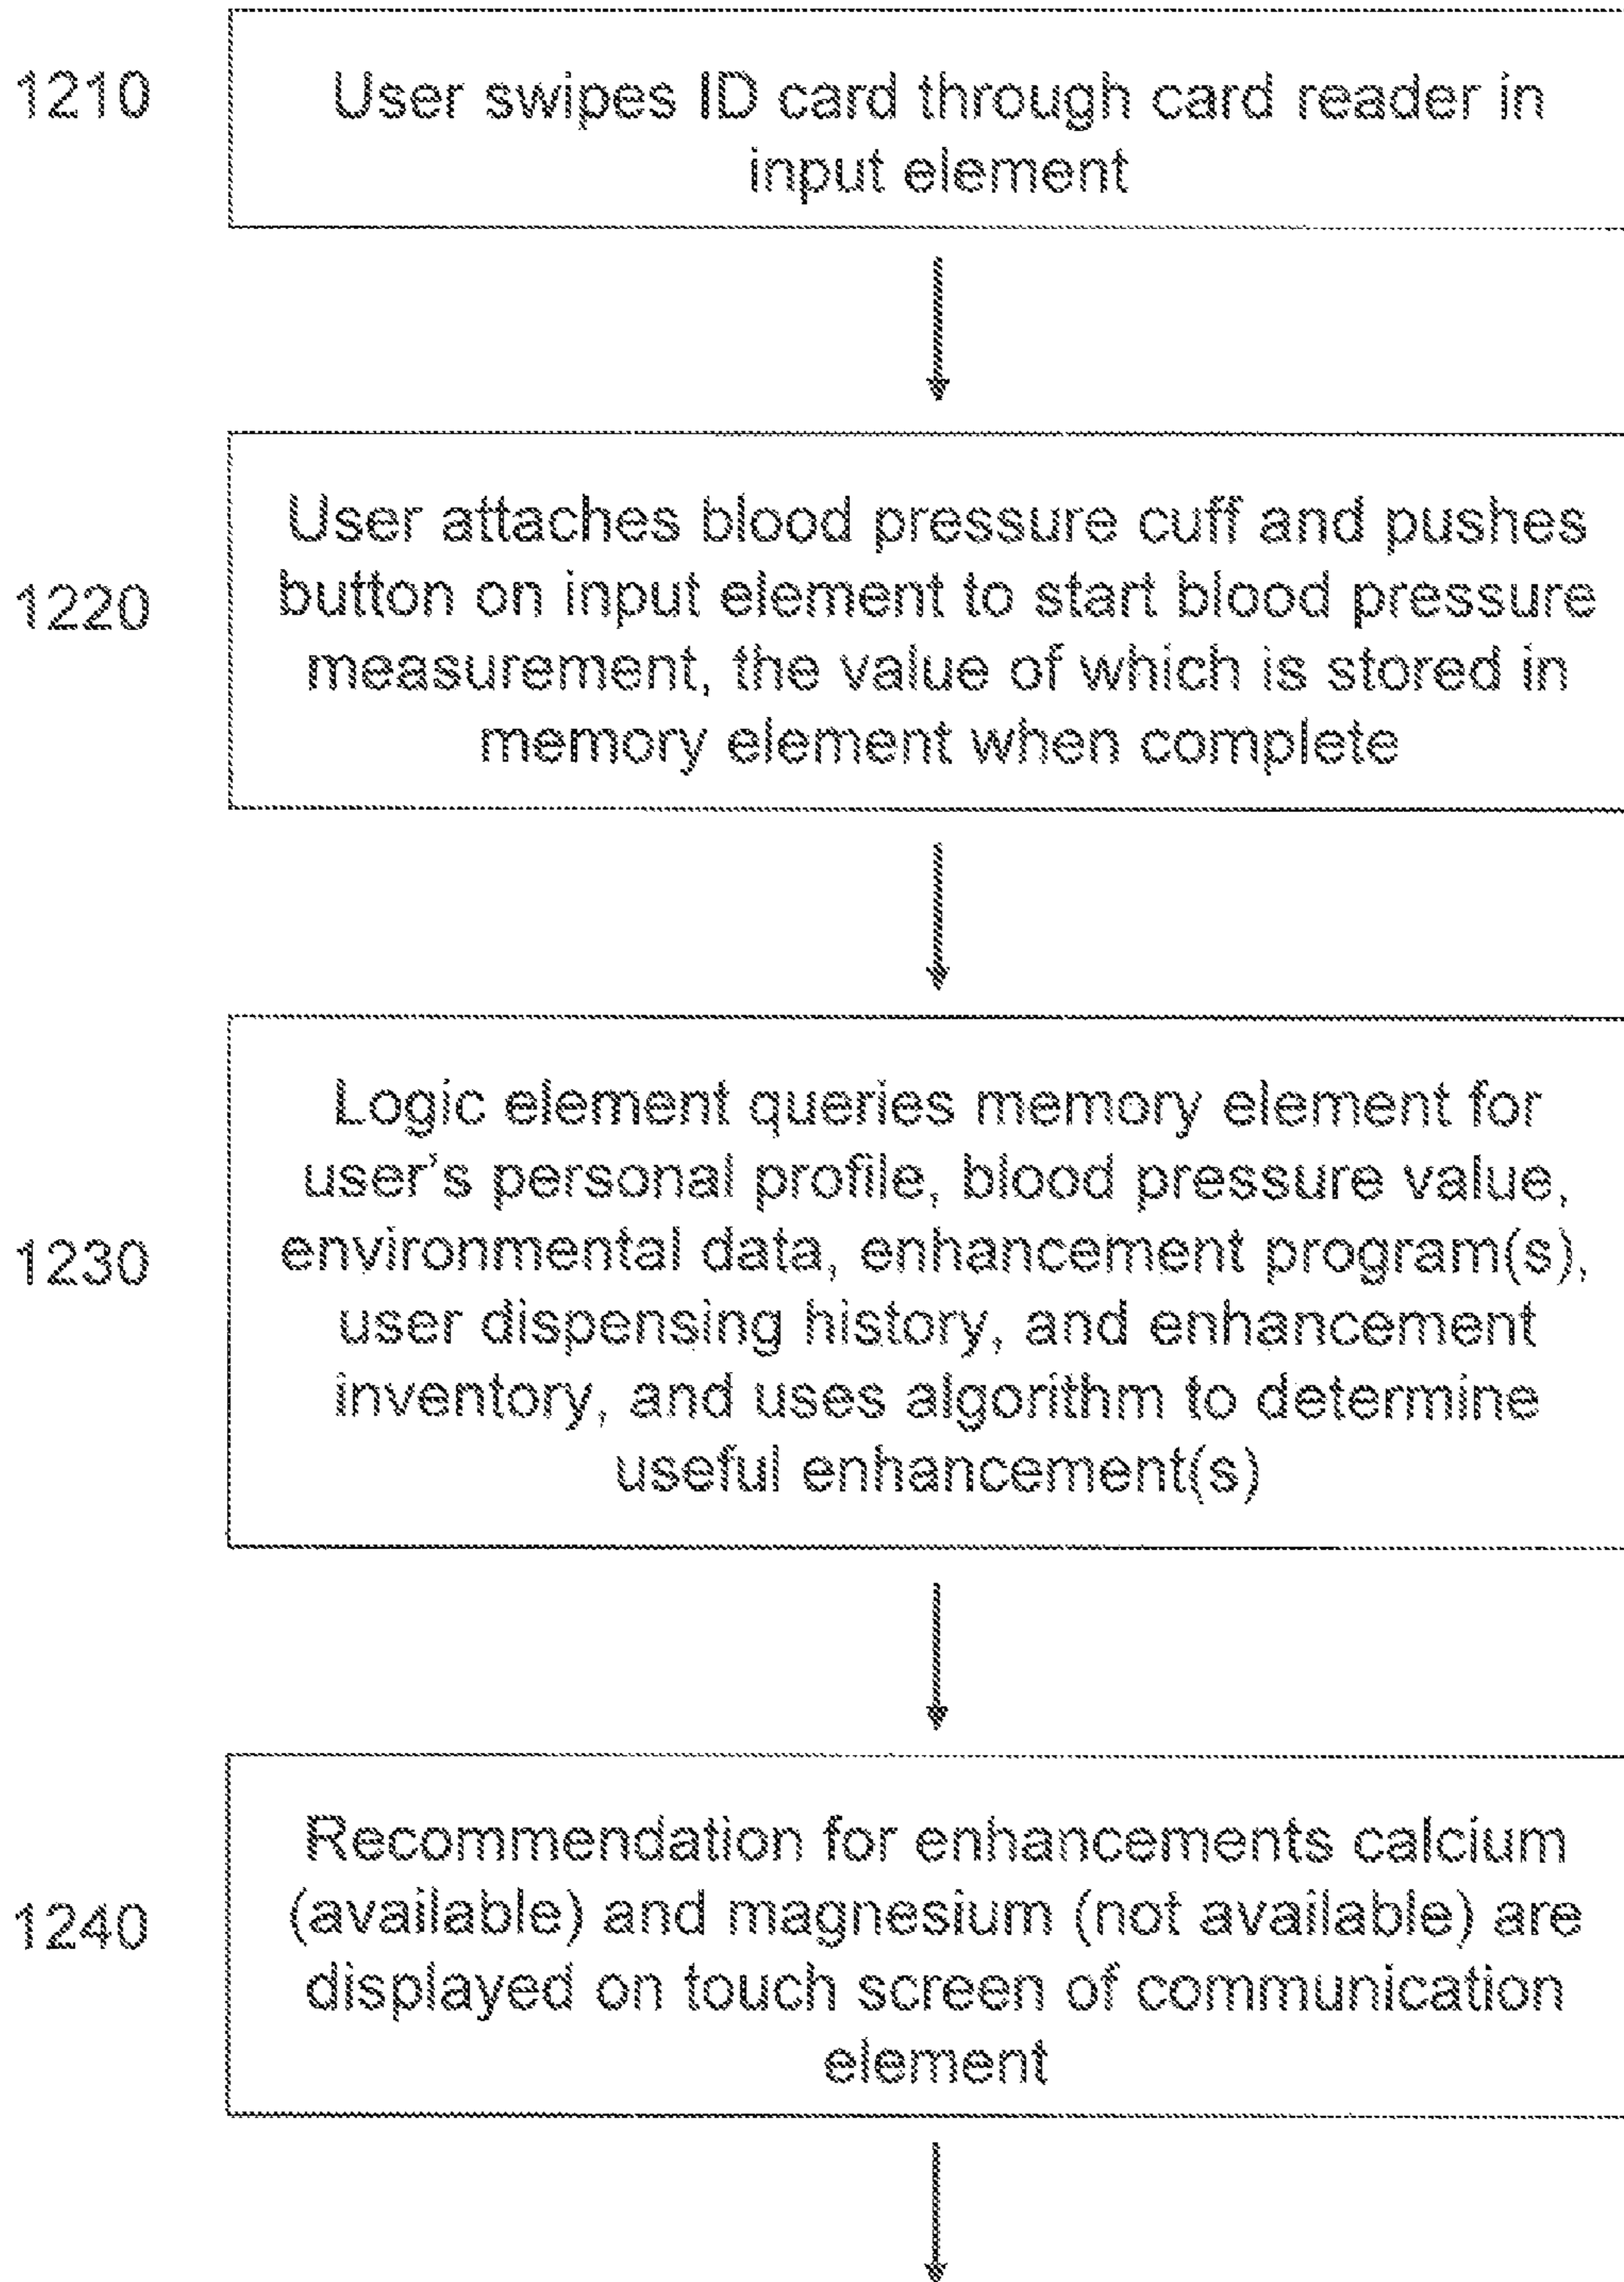 1210
User swipes ID card through card reader in
input element
1220
User attaches blood pressure cuff and pushes
button on input element to start blood pressure
measurement, the value of which is stored in
memory element when complete
1230
Logic element queries memory element for
user's personal profile, blood pressure value,
environmental data, enhancement program(s),
user dispensing history, and enhancement
inventory, and uses algorithm to determine
useful enhancement(s)
1240
Recommendation for enhancements calcium
(available) and magnesium (not available) are
displayed on touch screen of communication
element